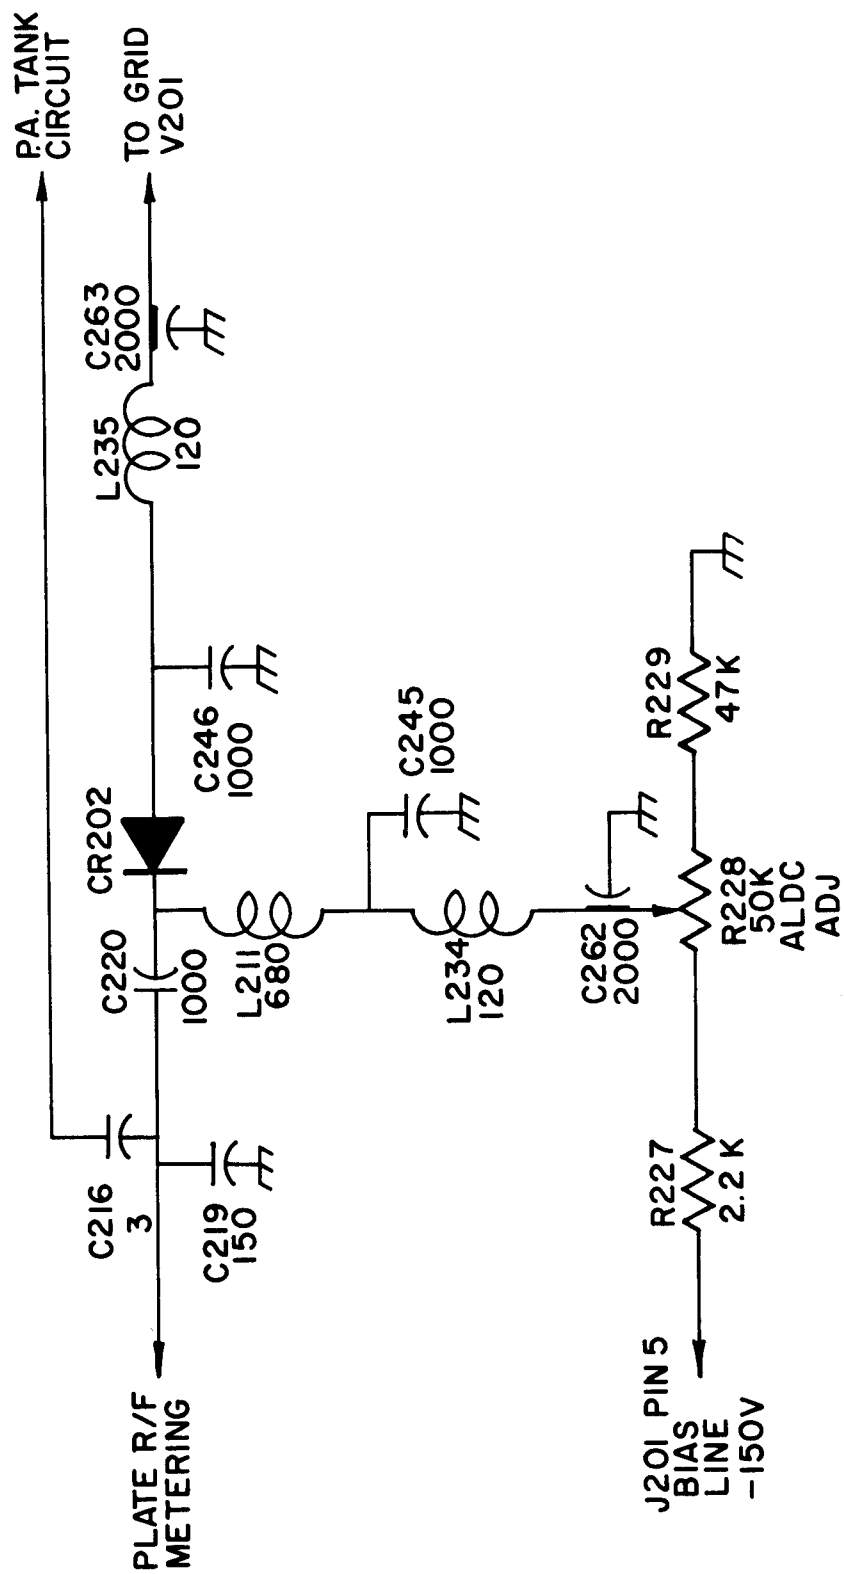 P.A. TANK
CIRCUIT
TO GRID
V201
C263
2000
L235
120
C246
1000
CR202
C220
1000
C216
3
C219
150
PLATE R/F
METERING
L211
680
C245
1000
L234
120
C262
2000
R229
47K
R228
50K
ALDC
ADJ
R227
2.2 K
J201 PIN 5
BIAS
LINE
-150V